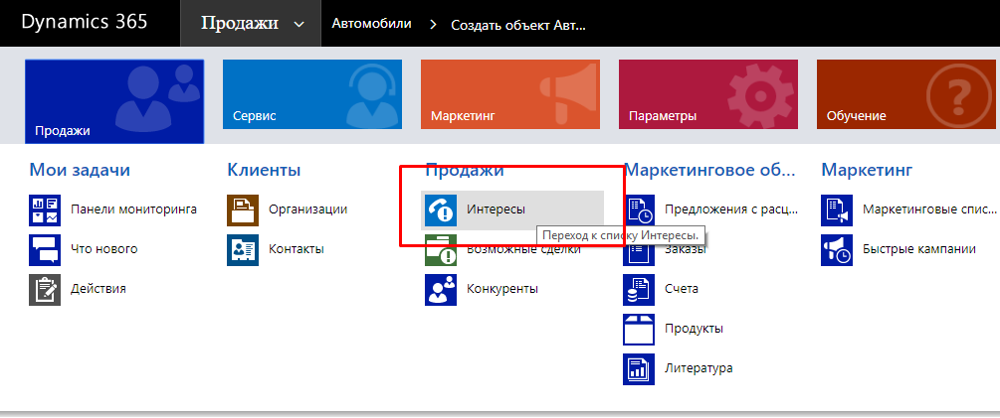 Dynamics 365 Продажи Автомобили Создать объект Авт...
Продажи Сервис Маркетинг Параметры Обучение
Мои задачи Клиенты Продажи Маркетинговое об... Маркетинг
Панели мониторинга Организации Интересы Предложения с расц... Маркетинговые спис...
Переход к списку Интересы.
Что нового Контакты Возможные сделки Заказы Быстрые кампании
Действия Конкуренты Счета
Продукты
Литература